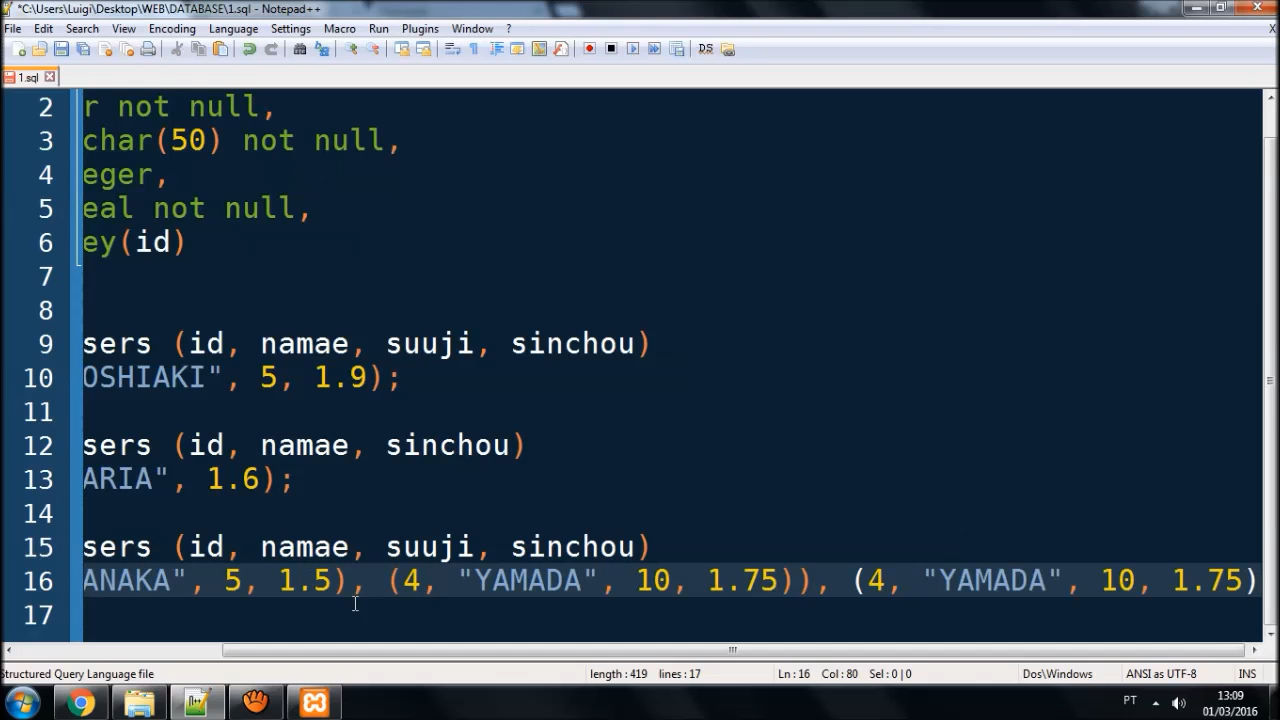 *C:\Users\Luigi\Desktop\WEB\DATABASE\1.sql - Notepad++
File Edit Search View Encoding Language Settings Macro Run Plugins Window ? X
1.sql
2 r not null,
3 char(50) not null,
4 eger,
5 eal not null,
6 ey(id)
7
8
9 sers (id, namae, suuji, sinchou)
10 OSHIAKI", 5, 1.9);
11
12 sers (id, namae, sinchou)
13 ARIA", 1.6);
14
15 sers (id, namae, suuji, sinchou)
16 ANAKA", 5, 1.5), (4, "YAMADA", 10, 1.75)), (4, "YAMADA", 10, 1.75)
17
Structured Query Language file length : 419 lines : 17 Ln : 16 Col : 80 Sel : 0 | 0 Dos\Windows ANSI as UTF-8 INS
PT 13:09
01/03/2016